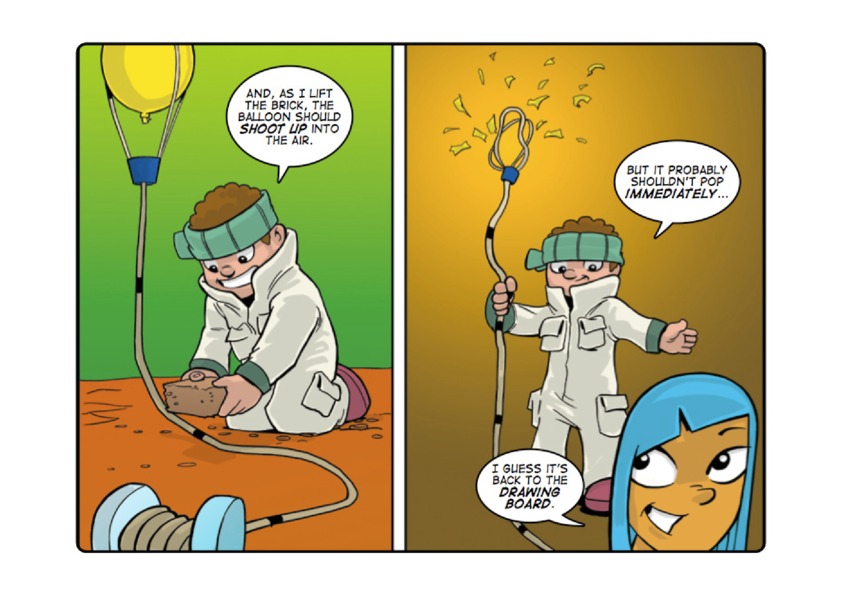 AND, AS I LIFT
THE BRICK, THE
BALLOON SHOULD
SHOOT UP INTO
THE AIR.
BUT IT PROBABLY
SHOULDN'T POP
IMMEDIATELY...
I GUESS IT'S
BACK TO THE
DRAWING
BOARD.